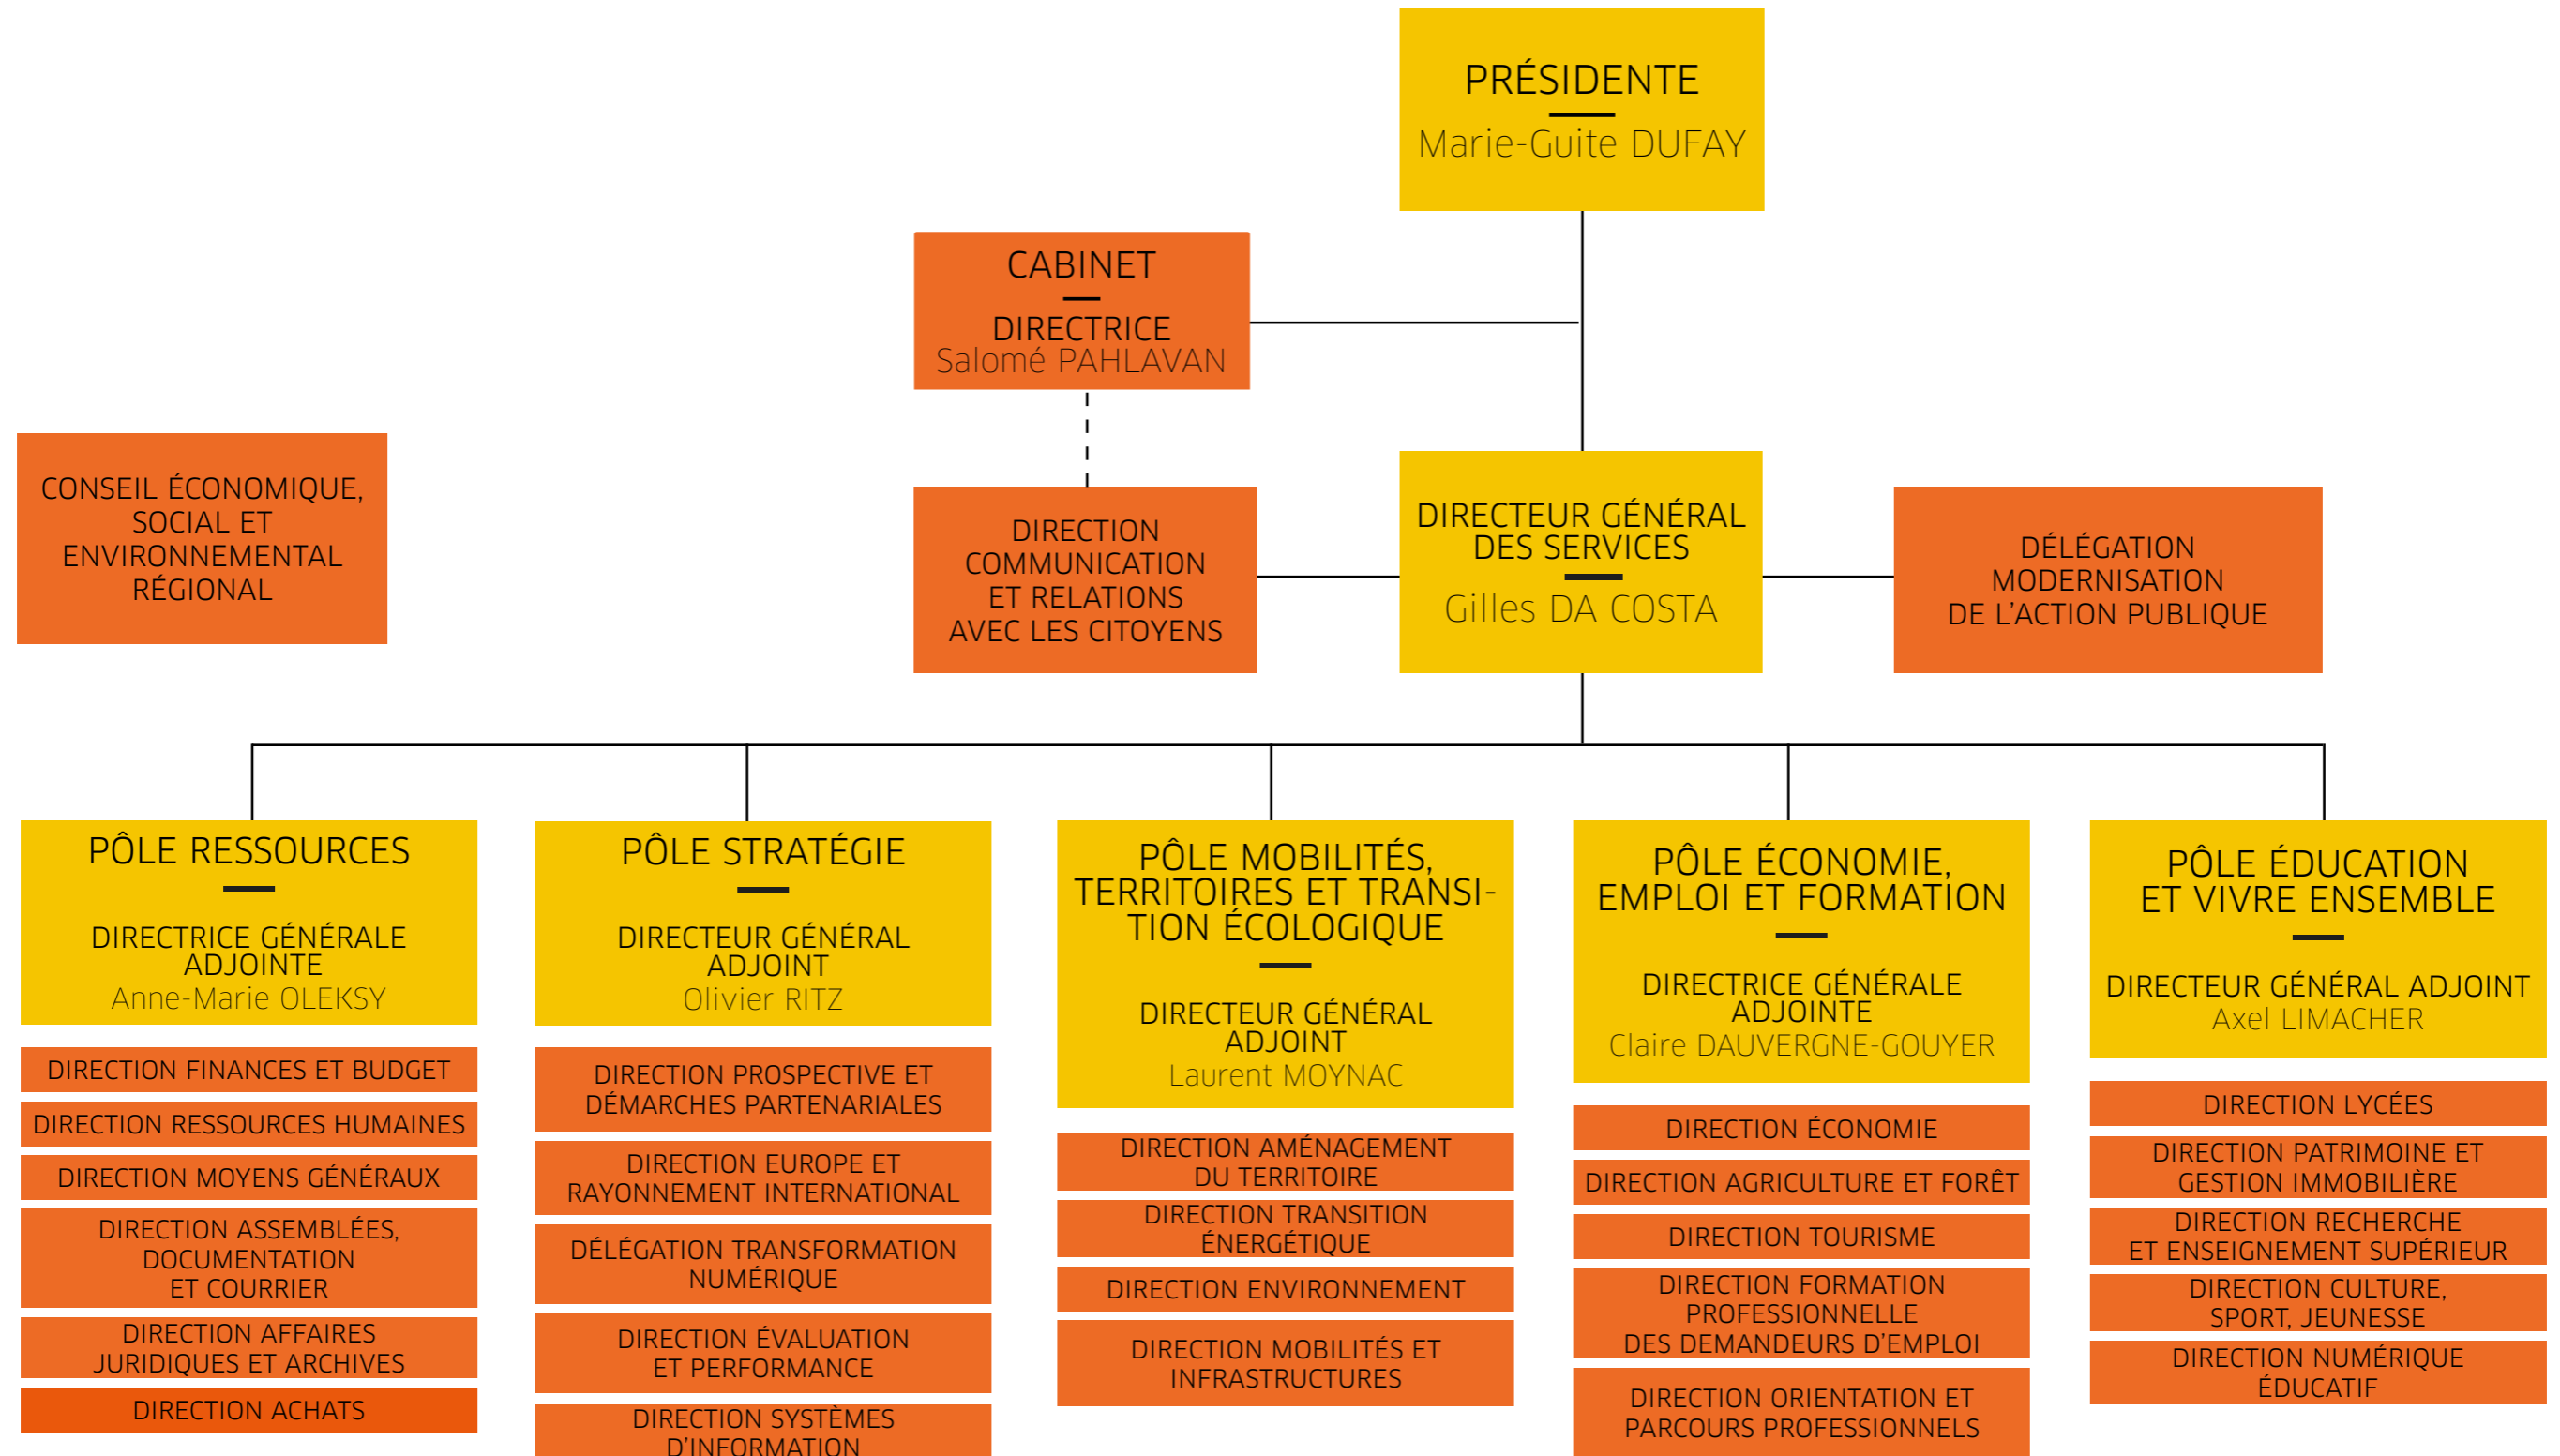 PRÉSIDENTE
Marie-Guite DUFAY
CABINET
DIRECTRICE
Salomé PAHLAVAN
CONSEIL ÉCONOMIQUE,
SOCIAL ET
ENVIRONNEMENTAL
RÉGIONAL
DIRECTION
COMMUNICATION
ET RELATIONS
AVEC LES CITOYENS
DIRECTEUR GÉNÉRAL
DES SERVICES
Gilles DA COSTA
DÉLÉGATION
MODERNISATION
DE L'ACTION PUBLIQUE
PÔLE RESSOURCES
DIRECTRICE GÉNÉRALE
ADJOINTE
Anne-Marie OLEKSY
DIRECTION FINANCES ET BUDGET
DIRECTION RESSOURCES HUMAINES
DIRECTION MOYENS GÉNÉRAUX
DIRECTION ASSEMBLÉES,
DOCUMENTATION
ET COURRIER
DIRECTION AFFAIRES
JURIDIQUES ET ARCHIVES
DIRECTION ACHATS
PÔLE STRATÉGIE
DIRECTEUR GÉNÉRAL
ADJOINT
Olivier RITZ
DIRECTION PROSPECTIVE ET
DÉMARCHES PARTENARIALES
DIRECTION EUROPE ET
RAYONNEMENT INTERNATIONAL
DÉLÉGATION TRANSFORMATION
NUMÉRIQUE
DIRECTION ÉVALUATION
ET PERFORMANCE
DIRECTION SYSTÈMES
D'INFORMATION
PÔLE MOBILITÉS,
TERRITOIRES ET TRANSI-
TION ÉCOLOGIQUE
DIRECTEUR GÉNÉRAL
ADJOINT
Laurent MOYNAC
DIRECTION AMÉNAGEMENT
DU TERRITOIRE
DIRECTION TRANSITION
ÉNERGÉTIQUE
DIRECTION ENVIRONNEMENT
DIRECTION MOBILITÉS ET
INFRASTRUCTURES
PÔLE ÉCONOMIE,
EMPLOI ET FORMATION
DIRECTRICE GÉNÉRALE
ADJOINTE
Claire DAUVERGNE-GOUYER
DIRECTION ÉCONOMIE
DIRECTION AGRICULTURE ET FORÊT
DIRECTION TOURISME
DIRECTION FORMATION
PROFESSIONNELLE
DES DEMANDEURS D'EMPLOI
DIRECTION ORIENTATION ET
PARCOURS PROFESSIONNELS
PÔLE ÉDUCATION
ET VIVRE ENSEMBLE
DIRECTEUR GÉNÉRAL ADJOINT
Axel LIMACHER
DIRECTION LYCÉES
DIRECTION PATRIMOINE ET
GESTION IMMOBILIÈRE
DIRECTION RECHERCHE
ET ENSEIGNEMENT SUPÉRIEUR
DIRECTION CULTURE,
SPORT, JEUNESSE
DIRECTION NUMÉRIQUE
ÉDUCATIF